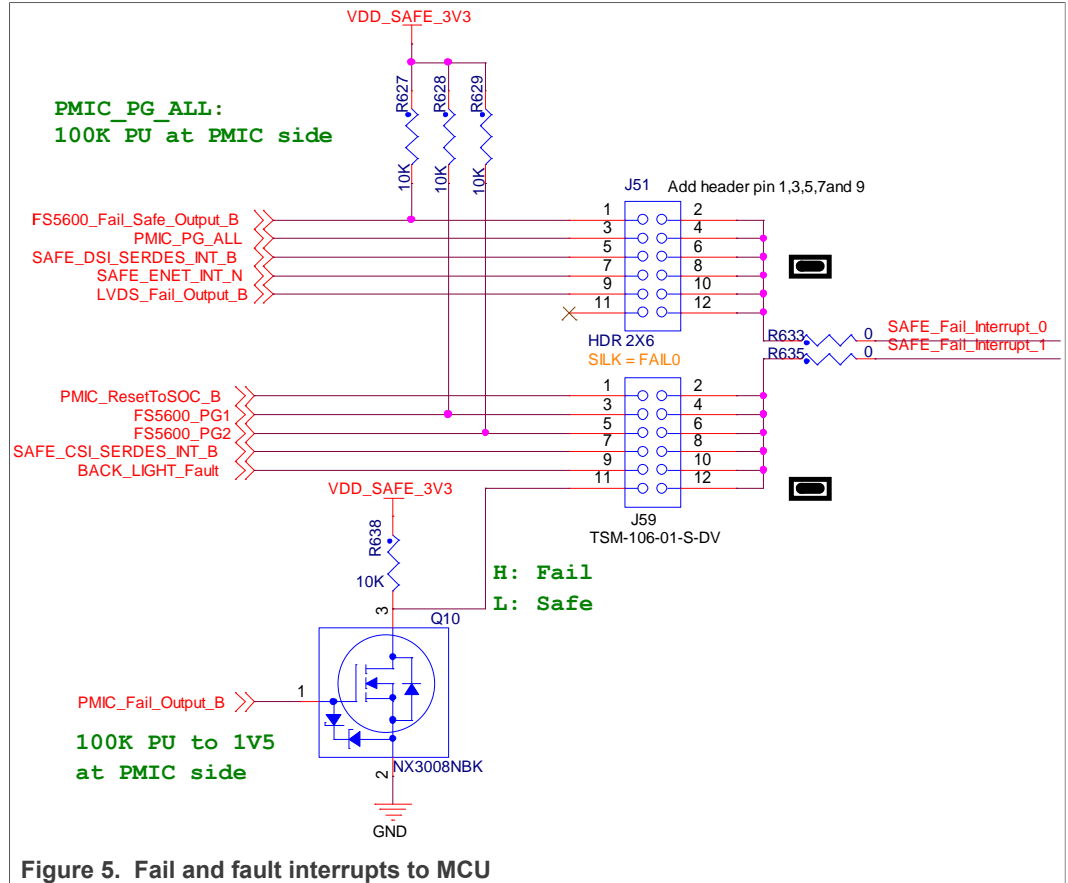 VDD_SAFE_3V3
R627
R628
R629
10K
10K
10K
PMIC_PG_ALL:
100K PU at PMIC side
J51
Add header pin 1,3,5,7and 9
FS5600_Fail_Safe_Output_B
1
2
PMIC_PG_ALL
3
4
SAFE_DSI_SERDES_INT_B
5
6
SAFE_ENET_INT_N
7
8
LVDS_Fail_Output_B
9
10
11
12
HDR 2X6
SILK = FAIL0
R633
0
SAFE_Fail_Interrupt_0
R635
0
SAFE_Fail_Interrupt_1
PMIC_ResetToSOC_B
1
2
FS5600_PG1
3
4
FS5600_PG2
5
6
SAFE_CSI_SERDES_INT_B
7
8
BACK_LIGHT_Fault
9
10
11
12
J59
TSM-106-01-S-DV
VDD_SAFE_3V3
R638
10K
H: Fail
L: Safe
3
Q10
PMIC_Fail_Output_B
1
100K PU to 1V5
at PMIC side
NX3008NBK
2
GND
Figure 5. Fail and fault interrupts to MCU